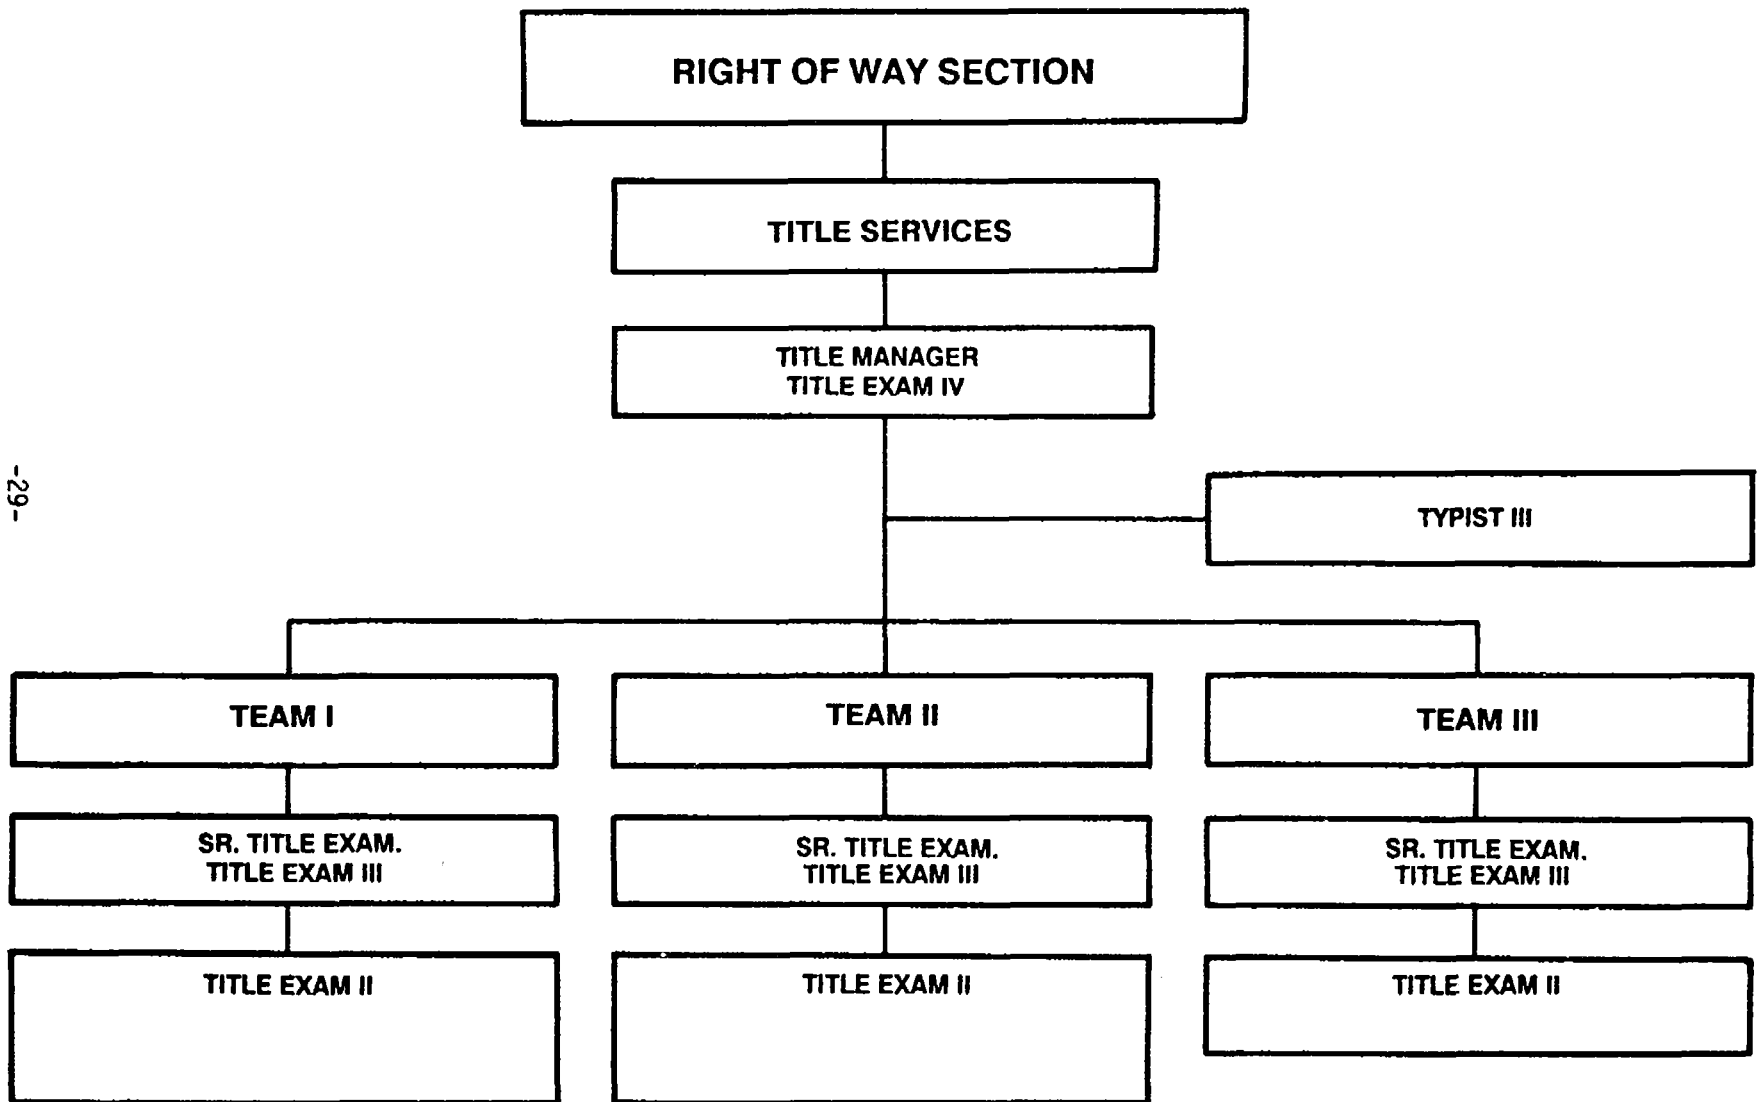 RIGHT OF WAY SECTION
TITLE SERVICES
TITLE MANAGER
TITLE EXAM IV
-29-
TYPIST III
TEAM I
TEAM II
TEAM III
SR. TITLE EXAM.
TITLE EXAM III
SR. TITLE EXAM.
TITLE EXAM III
SR. TITLE EXAM.
TITLE EXAM III
TITLE EXAM II
TITLE EXAM II
TITLE EXAM II